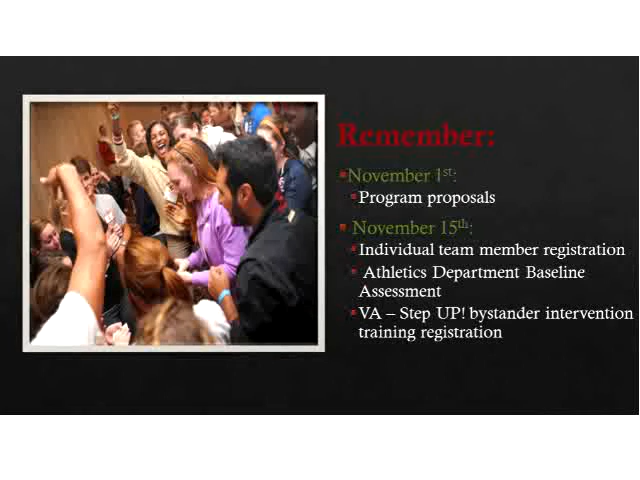 Remember:
November 1st:
Program proposals
November 15th:
Individual team member registration
Athletics Department Baseline
Assessment
VA – Step UP! bystander intervention
training registration